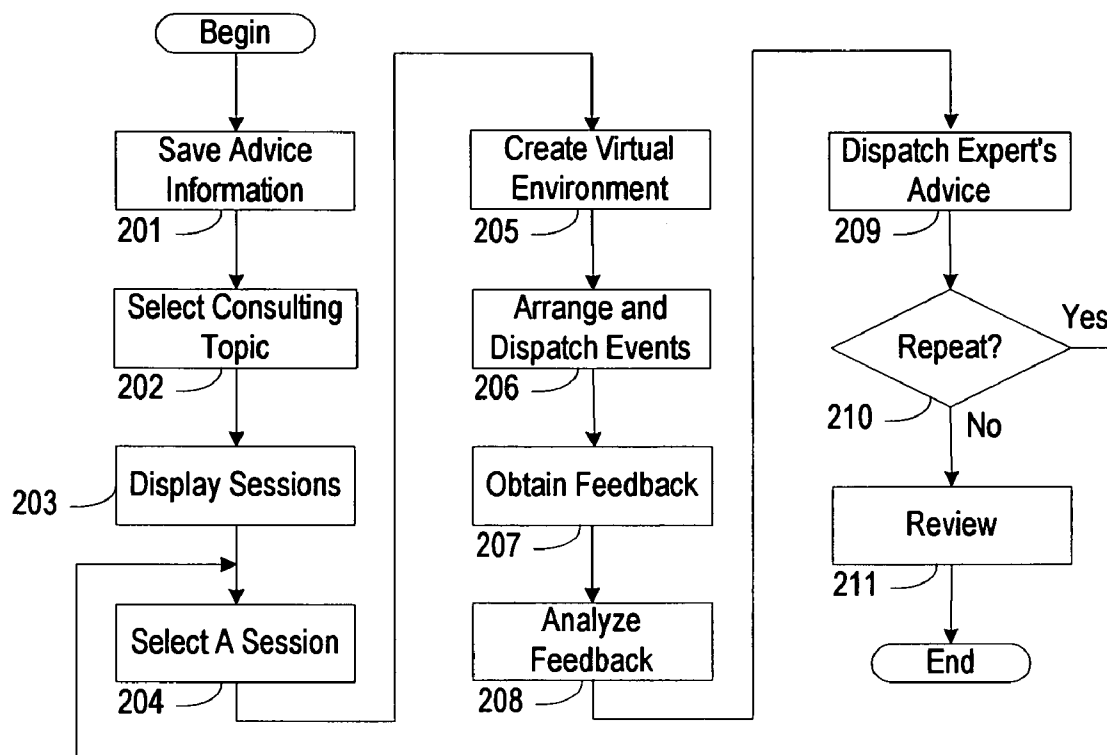 Begin
Save Advice
Information
201
Select Consulting
Topic
202
Display Sessions
203
Select A Session
204
Create Virtual
Environment
205
Arrange and
Dispatch Events
206
Obtain Feedback
207
Analyze
Feedback
208
Dispatch Expert's
Advice
209
Repeat?
Yes
210
No
Review
211
End